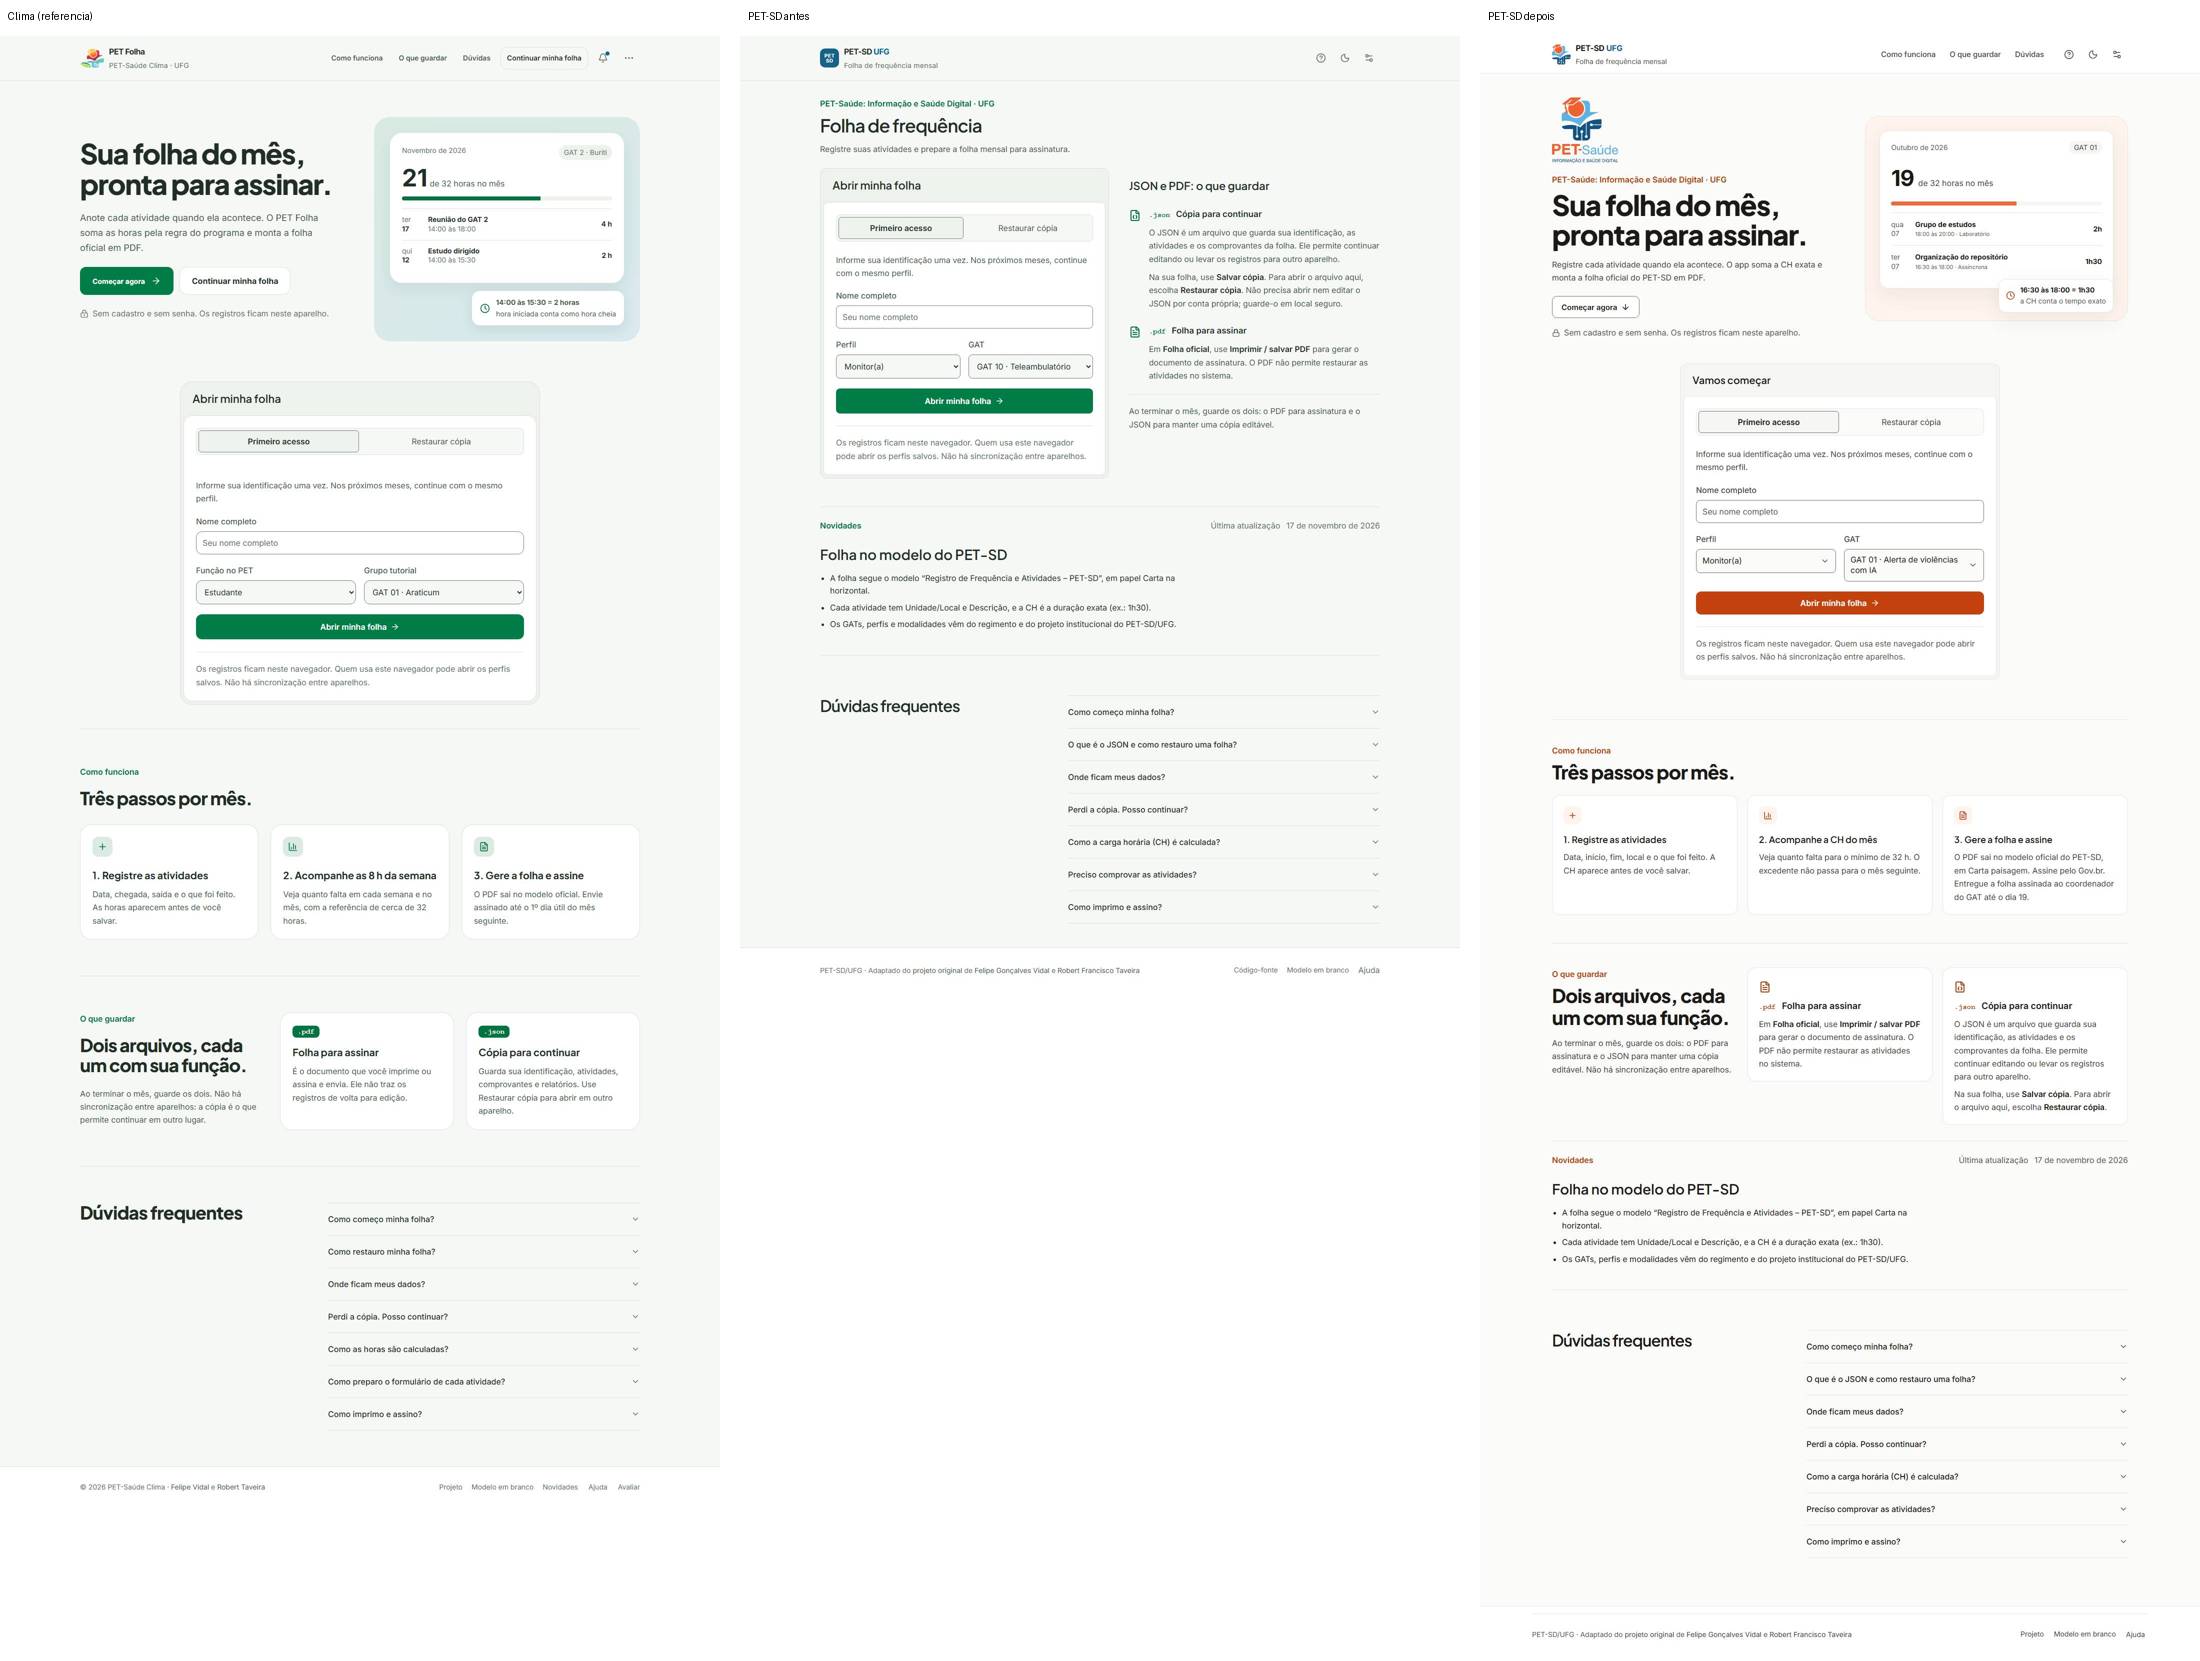 Clima (referencia)
PET Folha
PET-Saúde Clima · UFG
Como funciona
O que guardar
Dúvidas
Continuar minha folha
Sua folha do mês,
pronta para assinar.
Anote cada atividade quando ela acontece. O PET Folha
soma as horas pela regra do programa e monta a folha
oficial em PDF.
Começar agora
Continuar minha folha
Sem cadastro e sem senha. Os registros ficam neste aparelho.
Novembro de 2026
GAT 2 · Buriti
21 de 32 horas no mês
ter
17
Reunião do GAT 2
14:00 às 18:00
4 h
qui
12
Estudo dirigido
14:00 às 15:30
2 h
14:00 às 15:30 = 2 horas
hora iniciada conta como hora cheia
Abrir minha folha
Primeiro acesso
Restaurar cópia
Informe sua identificação uma vez. Nos próximos meses, continue com o mesmo
perfil.
Nome completo
Seu nome completo
Função no PET
Grupo tutorial
Estudante
GAT 01 · Araticum
Abrir minha folha
Os registros ficam neste navegador. Quem usa este navegador pode abrir os perfis
salvos. Não há sincronização entre aparelhos.
Como funciona
Três passos por mês.
1. Registre as atividades
Data, chegada, saída e o que foi feito.
As horas aparecem antes de você
salvar.
2. Acompanhe as 8 h da semana
Veja quanto falta em cada semana e no
mês, com a referência de cerca de 32
horas.
3. Gere a folha e assine
O PDF sai no modelo oficial. Envie
assinado até o 1º dia útil do mês
seguinte.
O que guardar
Dois arquivos, cada
um com sua função.
Ao terminar o mês, guarde os dois. Não há
sincronização entre aparelhos: a cópia é o que
permite continuar em outro lugar.
.pdf
Folha para assinar
É o documento que você imprime ou
assina e envia. Ele não traz os
registros de volta para edição.
.json
Cópia para continuar
Guarda sua identificação, atividades,
comprovantes e relatórios. Use
Restaurar cópia para abrir em outro
aparelho.
Dúvidas frequentes
Como começo minha folha?
Como restauro minha folha?
Onde ficam meus dados?
Perdi a cópia. Posso continuar?
Como as horas são calculadas?
Como preparo o formulário de cada atividade?
Como imprimo e assino?
© 2026 PET-Saúde Clima · Felipe Vidal e Robert Taveira
Projeto
Modelo em branco
Novidades
Ajuda
Avaliar
PET-SD antes
PET SD
PET-SD UFG
Folha de frequência mensal
PET-Saúde: Informação e Saúde Digital · UFG
Folha de frequência
Registre suas atividades e prepare a folha mensal para assinatura.
Abrir minha folha
Primeiro acesso
Restaurar cópia
Informe sua identificação uma vez. Nos próximos meses, continue
com o mesmo perfil.
Nome completo
Seu nome completo
Perfil
GAT
Monitor(a)
GAT 10 · Teleambulatório
Abrir minha folha
Os registros ficam neste navegador. Quem usa este navegador
pode abrir os perfis salvos. Não há sincronização entre aparelhos.
JSON e PDF: o que guardar
.json Cópia para continuar
O JSON é um arquivo que guarda sua identificação, as
atividades e os comprovantes da folha. Ele permite continuar
editando ou levar os registros para outro aparelho.
Na sua folha, use Salvar cópia. Para abrir o arquivo aqui,
escolha Restaurar cópia. Não precisa abrir nem editar o
JSON por conta própria; guarde-o em local seguro.
.pdf Folha para assinar
Em Folha oficial, use Imprimir / salvar PDF para gerar o
documento de assinatura. O PDF não permite restaurar as
atividades no sistema.
Ao terminar o mês, guarde os dois: o PDF para assinatura e o
JSON para manter uma cópia editável.
Novidades
Última atualização 17 de novembro de 2026
Folha no modelo do PET-SD
• A folha segue o modelo “Registro de Frequência e Atividades – PET-SD”, em papel Carta na
horizontal.
• Cada atividade tem Unidade/Local e Descrição, e a CH é a duração exata (ex.: 1h30).
• Os GATs, perfis e modalidades vêm do regimento e do projeto institucional do PET-SD/UFG.
Dúvidas frequentes
Como começo minha folha?
O que é o JSON e como restauro uma folha?
Onde ficam meus dados?
Perdi a cópia. Posso continuar?
Como a carga horária (CH) é calculada?
Preciso comprovar as atividades?
Como imprimo e assino?
PET-SD/UFG · Adaptado do projeto original de Felipe Gonçalves Vidal e Robert Francisco Taveira
Código-fonte
Modelo em branco
Ajuda
PET-SD depois
PET-SD UFG
Folha de frequência mensal
Como funciona
O que guardar
Dúvidas
PET-Saúde
INFORMAÇÃO E SAÚDE DIGITAL
PET-Saúde: Informação e Saúde Digital · UFG
Sua folha do mês,
pronta para assinar.
Registre cada atividade quando ela acontece. O app soma a CH exata e
monta a folha oficial do PET-SD em PDF.
Começar agora
Sem cadastro e sem senha. Os registros ficam neste aparelho.
Outubro de 2026
GAT 01
19 de 32 horas no mês
qua
07
Grupo de estudos
18:00 às 20:00 · Laboratório
2h
ter
07
Organização do repositório
16:30 às 18:00 · Assíncrona
1h30
16:30 às 18:00 = 1h30
a CH conta o tempo exato
Vamos começar
Primeiro acesso
Restaurar cópia
Informe sua identificação uma vez. Nos próximos meses, continue com o
mesmo perfil.
Nome completo
Seu nome completo
Perfil
GAT
Monitor(a)
GAT 01 · Alerta de violências
com IA
Abrir minha folha
Os registros ficam neste navegador. Quem usa este navegador pode abrir
os perfis salvos. Não há sincronização entre aparelhos.
Como funciona
Três passos por mês.
1. Registre as atividades
Data, início, fim, local e o que foi feito. A
CH aparece antes de você salvar.
2. Acompanhe a CH do mês
Veja quanto falta para o mínimo de 32 h. O
excedente não passa para o mês seguinte.
3. Gere a folha e assine
O PDF sai no modelo oficial do PET-SD,
em Carta paisagem. Assine pelo Gov.br.
Entregue a folha assinada ao coordenador
do GAT até o dia 19.
O que guardar
Dois arquivos, cada
um com sua função.
Ao terminar o mês, guarde os dois: o PDF para
assinatura e o JSON para manter uma cópia
editável. Não há sincronização entre aparelhos.
.pdf Folha para assinar
Em Folha oficial, use Imprimir / salvar PDF
para gerar o documento de assinatura. O
PDF não permite restaurar as atividades
no sistema.
.json Cópia para continuar
O JSON é um arquivo que guarda sua
identificação, as atividades e os
comprovantes da folha. Ele permite
continuar editando ou levar os registros
para outro aparelho.
Na sua folha, use Salvar cópia. Para abrir
o arquivo aqui, escolha Restaurar cópia.
Novidades
Última atualização 17 de novembro de 2026
Folha no modelo do PET-SD
• A folha segue o modelo “Registro de Frequência e Atividades – PET-SD”, em papel Carta na
horizontal.
• Cada atividade tem Unidade/Local e Descrição, e a CH é a duração exata (ex.: 1h30).
• Os GATs, perfis e modalidades vêm do regimento e do projeto institucional do PET-SD/UFG.
Dúvidas frequentes
Como começo minha folha?
O que é o JSON e como restauro uma folha?
Onde ficam meus dados?
Perdi a cópia. Posso continuar?
Como a carga horária (CH) é calculada?
Preciso comprovar as atividades?
Como imprimo e assino?
PET-SD/UFG · Adaptado do projeto original de Felipe Gonçalves Vidal e Robert Francisco Taveira
Projeto
Modelo em branco
Ajuda